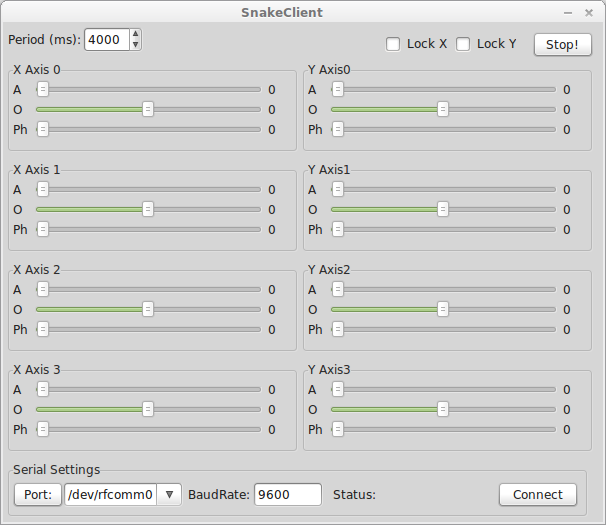 SnakeClient
Period (ms): 4000 Lock X Lock Y Stop!
X Axis 0 Y Axis0
A 0 A 0
O 0 O 0
Ph 0 Ph 0
X Axis 1 Y Axis1
A 0 A 0
O 0 O 0
Ph 0 Ph 0
X Axis 2 Y Axis2
A 0 A 0
O 0 O 0
Ph 0 Ph 0
X Axis 3 Y Axis3
A 0 A 0
O 0 O 0
Ph 0 Ph 0
Serial Settings
Port: /dev/rfcomm0 BaudRate: 9600 Status: Connect